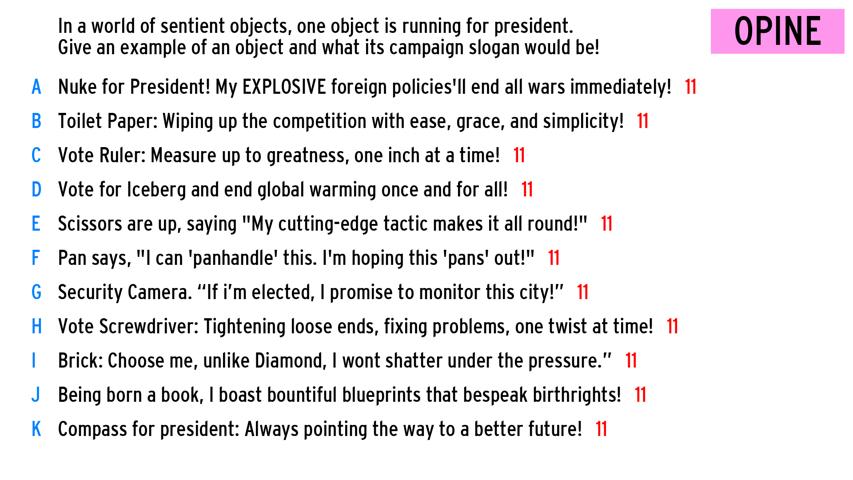 In a world of sentient objects, one object is running for president.
Give an example of an object and what its campaign slogan would be!
OPINE
A Nuke for President! My EXPLOSIVE foreign policies'll end all wars immediately! 11
B Toilet Paper: Wiping up the competition with ease, grace, and simplicity! 11
C Vote Ruler: Measure up to greatness, one inch at a time! 11
D Vote for Iceberg and end global warming once and for all! 11
E Scissors are up, saying "My cutting-edge tactic makes it all round!" 11
F Pan says, "I can 'panhandle' this. I'm hoping this 'pans' out!" 11
G Security Camera. “If i’m elected, I promise to monitor this city!” 11
H Vote Screwdriver: Tightening loose ends, fixing problems, one twist at time! 11
I Brick: Choose me, unlike Diamond, I wont shatter under the pressure.” 11
J Being born a book, I boast bountiful blueprints that bespeak birthrights! 11
K Compass for president: Always pointing the way to a better future! 11